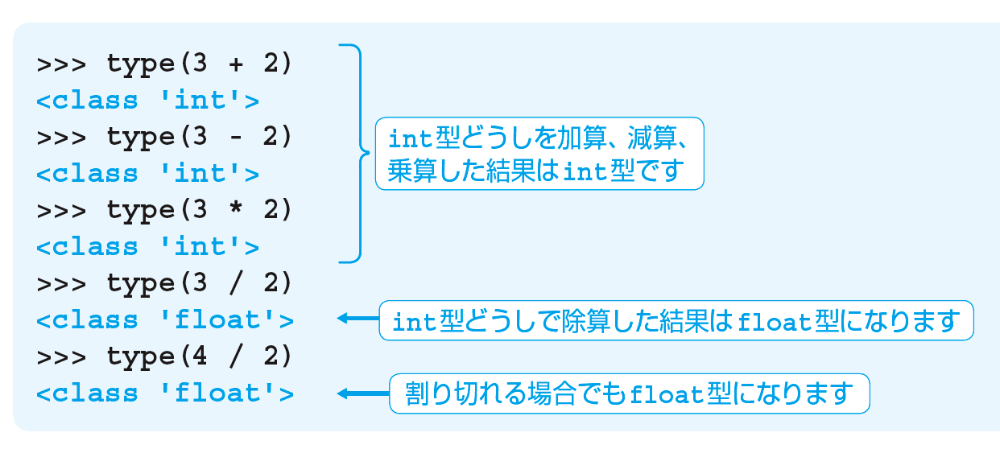 >>> type(3 + 2)
<class 'int'>
>>> type(3 - 2)
<class 'int'>
>>> type(3 * 2)
<class 'int'>
int型どうしを加算、減算、
乗算した結果はint型です
>>> type(3 / 2)
<class 'float'>
int型どうしで除算した結果はfloat型になります
>>> type(4 / 2)
<class 'float'>
割り切れる場合でもfloat型になります